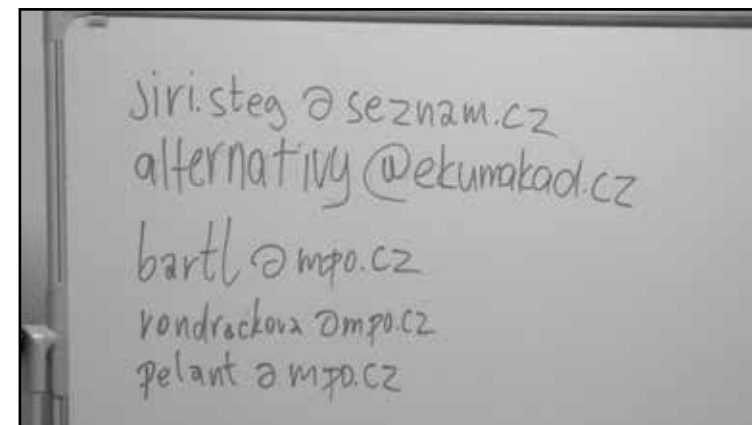 jiri.steg@seznam.cz
alternativy@ekumakad.cz
bartl@mpo.cz
vondrackova@mpo.cz
pelant@mpo.cz